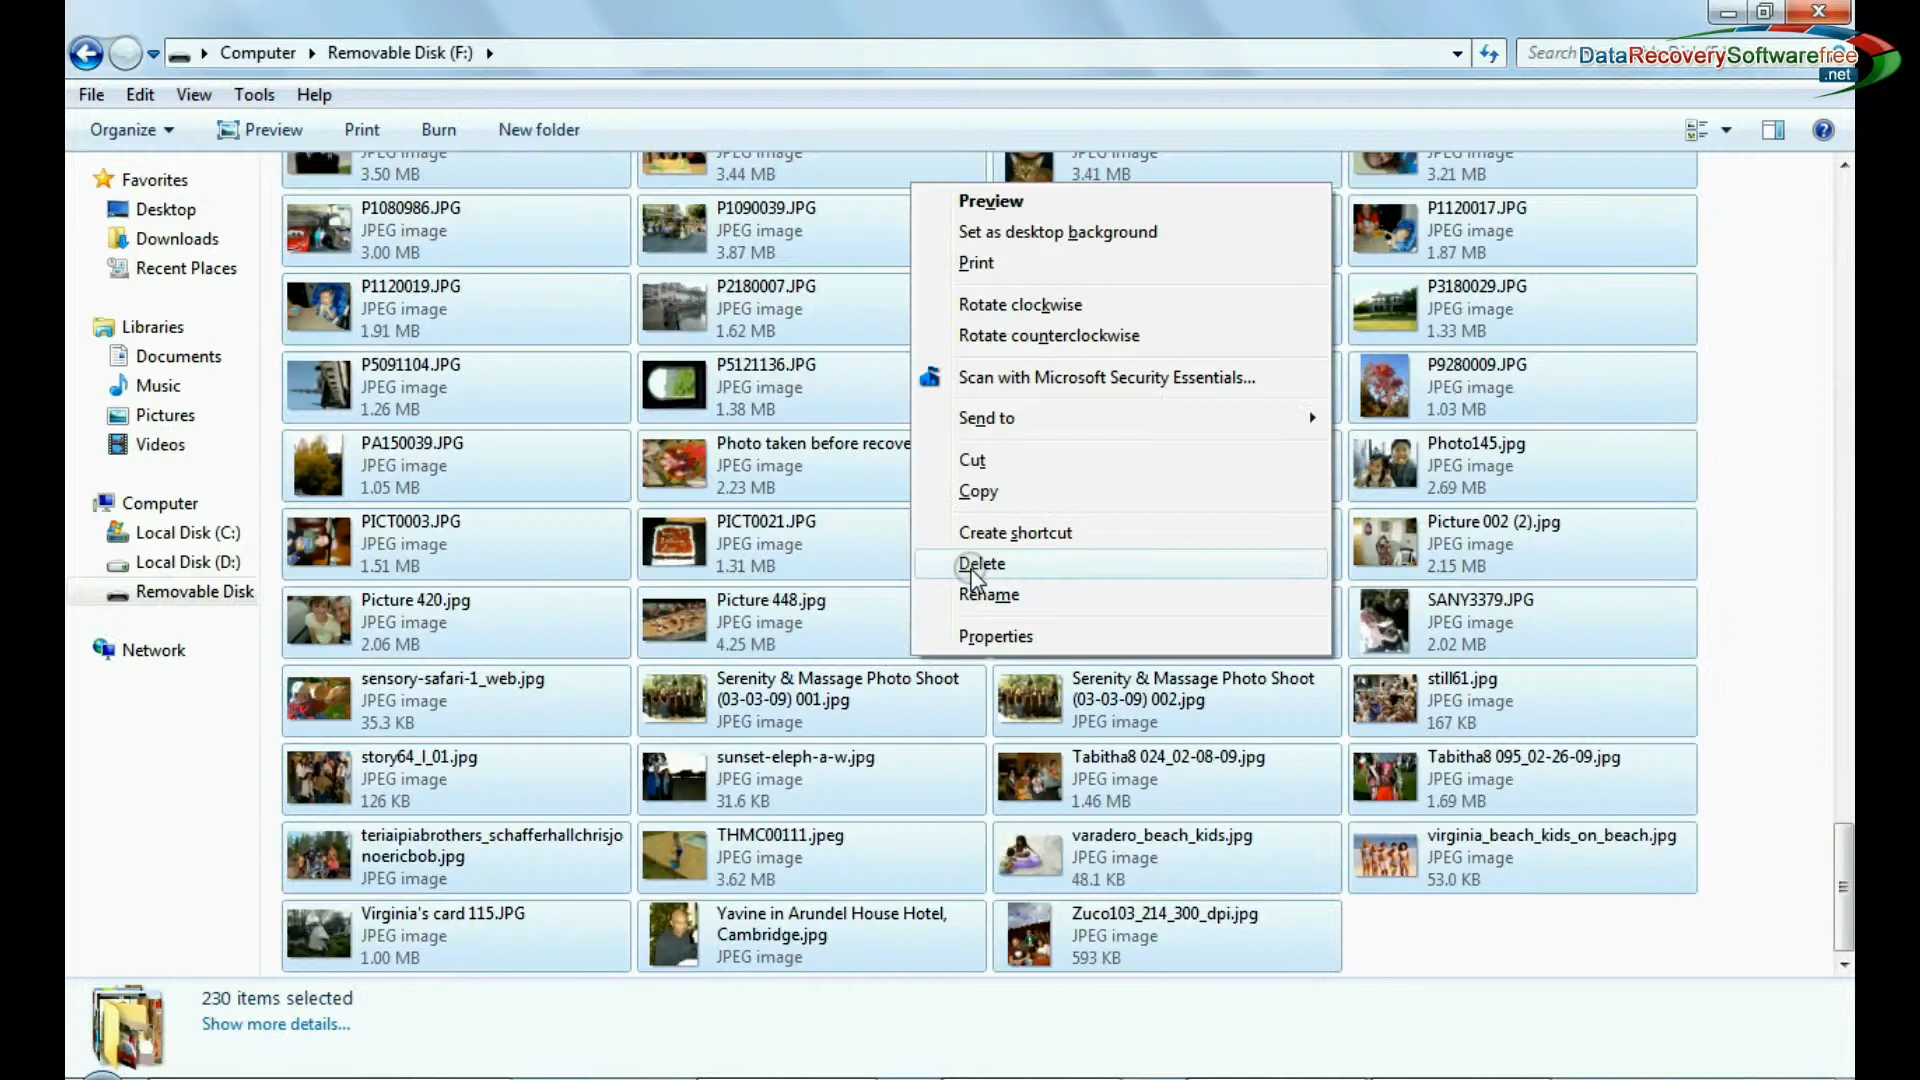 Computer
Removable Disk (F:)
Search
DataRecoverySoftwarefree
.net
File
Edit
View
Tools
Help
Organize
Preview
Print
Burn
New folder
Favorites
Desktop
Downloads
Recent Places
Libraries
Documents
Music
Pictures
Videos
Computer
Local Disk (C:)
Local Disk (D:)
Removable Disk
Network
JPEG image
3.50 MB
JPEG image
3.44 MB
JPEG image
3.41 MB
JPEG image
3.21 MB
P1080986.JPG
JPEG image
3.00 MB
P1090039.JPG
JPEG image
3.87 MB
P1120017.JPG
JPEG image
1.87 MB
P1120019.JPG
JPEG image
1.91 MB
P2180007.JPG
JPEG image
1.62 MB
P3180029.JPG
JPEG image
1.33 MB
P5091104.JPG
JPEG image
1.26 MB
P5121136.JPG
JPEG image
1.38 MB
P9280009.JPG
JPEG image
1.03 MB
PA150039.JPG
JPEG image
1.05 MB
Photo taken before recove
JPEG image
2.23 MB
Photo145.jpg
JPEG image
2.69 MB
PICT0003.JPG
JPEG image
1.51 MB
PICT0021.JPG
JPEG image
1.31 MB
Picture 002 (2).jpg
JPEG image
2.15 MB
Picture 420.jpg
JPEG image
2.06 MB
Picture 448.jpg
JPEG image
4.25 MB
SANY3379.JPG
JPEG image
2.02 MB
sensory-safari-1_web.jpg
JPEG image
35.3 KB
Serenity & Massage Photo Shoot
(03-03-09) 001.jpg
JPEG image
Serenity & Massage Photo Shoot
(03-03-09) 002.jpg
JPEG image
still61.jpg
JPEG image
167 KB
story64_l_01.jpg
JPEG image
126 KB
sunset-eleph-a-w.jpg
JPEG image
31.6 KB
Tabitha8 024_02-08-09.jpg
JPEG image
1.46 MB
Tabitha8 095_02-26-09.jpg
JPEG image
1.69 MB
teriaipiabrothers_schafferhallchrisjo
noericbob.jpg
JPEG image
THMC00111.jpeg
JPEG image
3.62 MB
varadero_beach_kids.jpg
JPEG image
48.1 KB
virginia_beach_kids_on_beach.jpg
JPEG image
53.0 KB
Virginia's card 115.JPG
JPEG image
1.00 MB
Yavine in Arundel House Hotel,
Cambridge.jpg
JPEG image
Zuco103_214_300_dpi.jpg
JPEG image
593 KB
Preview
Set as desktop background
Print
Rotate clockwise
Rotate counterclockwise
Scan with Microsoft Security Essentials...
Send to
Cut
Copy
Create shortcut
Delete
Rename
Properties
230 items selected
Show more details...